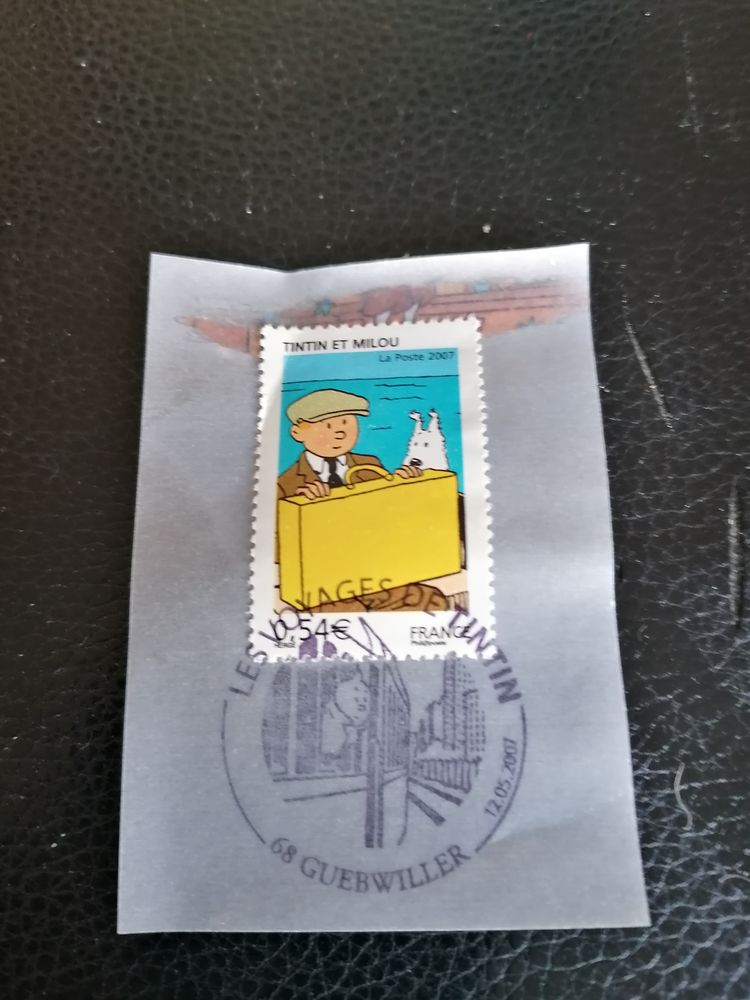 TINTIN ET MILOU
La Poste 2007
0,54€
FRANCE
LES VOYAGES DE TINTIN
12.05.2007
68 GUEBWILLER